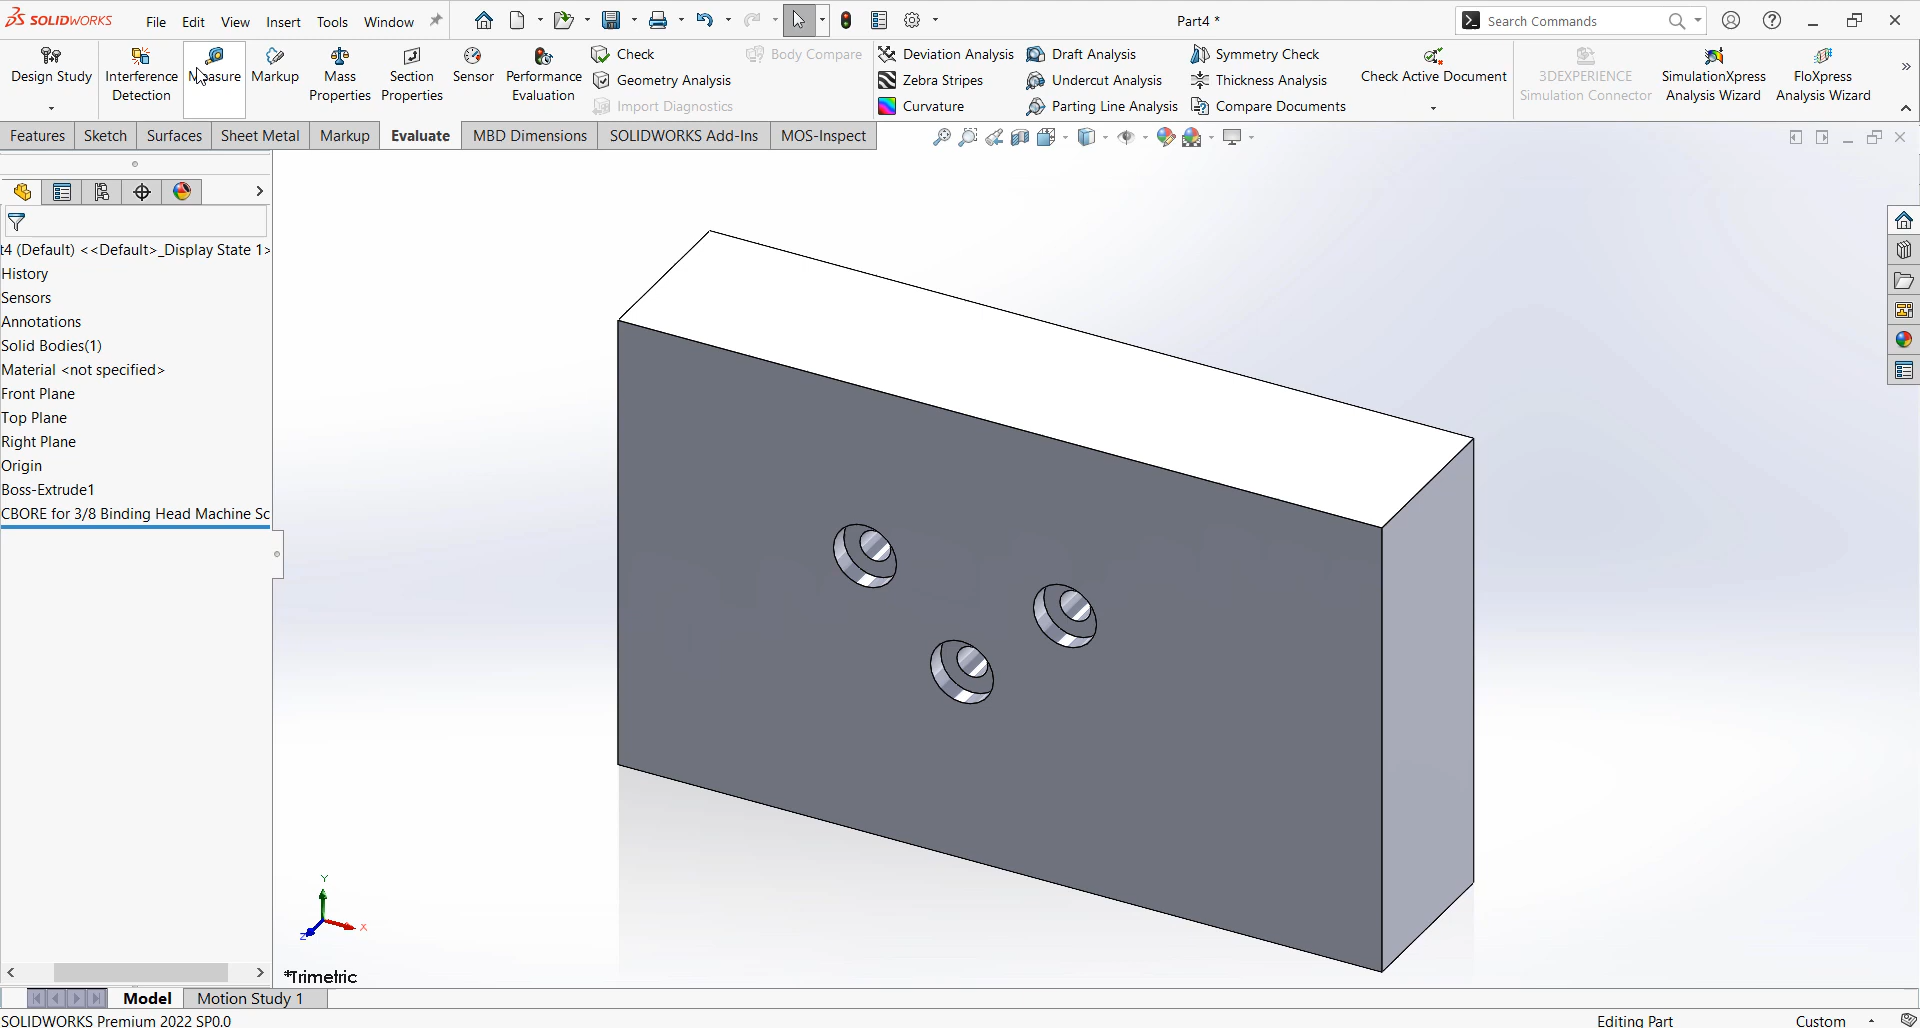 SOLIDWORKS File Edit View Insert Tools Window Part4 * Search Commands
Design Study
Interference Detection
Measure
Markup
Mass Properties
Section Properties
Sensor
Performance Evaluation
Check
Geometry Analysis
Import Diagnostics
Body Compare
Deviation Analysis
Zebra Stripes
Curvature
Draft Analysis
Undercut Analysis
Parting Line Analysis
Symmetry Check
Thickness Analysis
Compare Documents
Check Active Document
3DEXPERIENCE Simulation Connector
SimulationXpress Analysis Wizard
FloXpress Analysis Wizard
Features Sketch Surfaces Sheet Metal Markup Evaluate MBD Dimensions SOLIDWORKS Add-Ins MOS-Inspect
t4 (Default) <<Default>_Display State 1>
History
Sensors
Annotations
Solid Bodies(1)
Material <not specified>
Front Plane
Top Plane
Right Plane
Origin
Boss-Extrude1
CBORE for 3/8 Binding Head Machine Sc
Y
X
Z
*Trimetric
Model Motion Study 1
SOLIDWORKS Premium 2022 SP0.0 Editing Part Custom